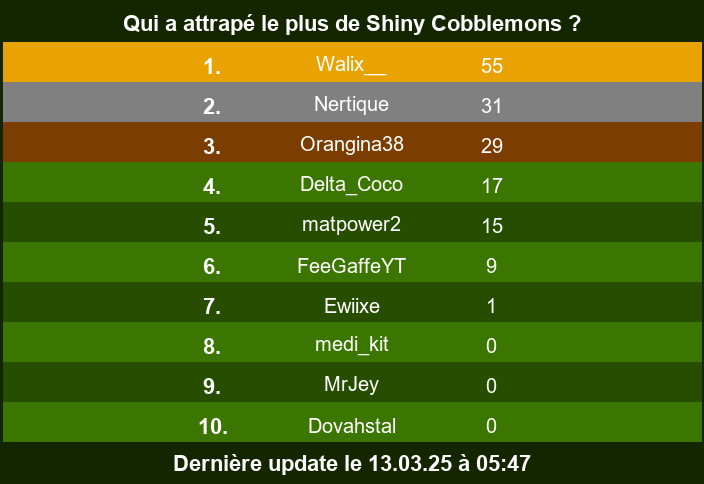 Qui a attrapé le plus de Shiny Cobblemons ?
1. Walix__ 55
2. Nertique 31
3. Orangina38 29
4. Delta_Coco 17
5. matpower2 15
6. FeeGaffeYT 9
7. Ewiixe 1
8. medi_kit 0
9. MrJey 0
10. Dovahstal 0
Dernière update le 13.03.25 à 05:47